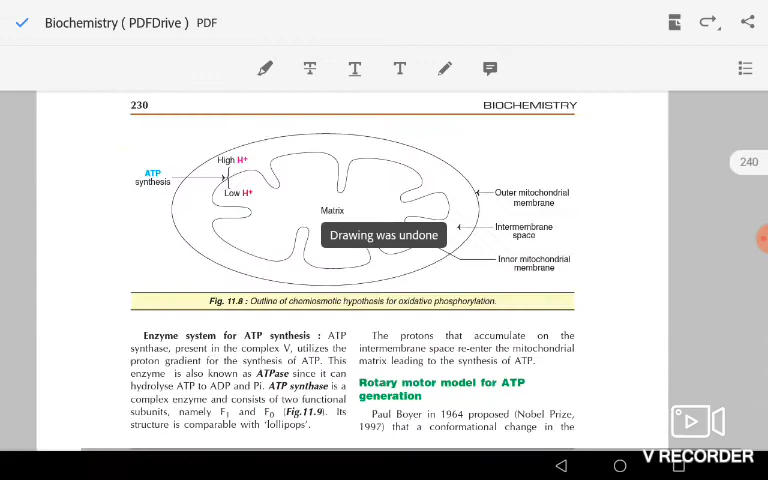 Biochemistry ( PDFDrive ) PDF
230 BIOCHEMISTRY
240
High H+
ATP
synthesis
Low H+
Matrix
Outer mitochondrial
membrane
Intermembrane
space
Innor mitochondrial
membrane
Drawing was undone
Fig. 11.8 : Outline of chemiosmotic hypothosis for oxidative phosphorylation.
Enzyme system for ATP synthesis : ATP
synthase, present in the complex V, utilizes the
proton gradient for the synthesis of ATP. This
enzyme is also known as ATPase since it can
hydrolyse ATP to ADP and Pi. ATP synthase is a
complex enzyme and consists of two functional
subunits, namely F1 and F0 (Fig.11.9). Its
structure is comparable with 'lollipops'.
The protons that accumulate on the
intermembrane space re-enter the mitochondrial
matrix leading to the synthesis of ATP.
Rotary motor model for ATP
generation
Paul Boyer in 1964 proposed (Nobel Prize,
1997) that a conformational change in the
V RECORDER